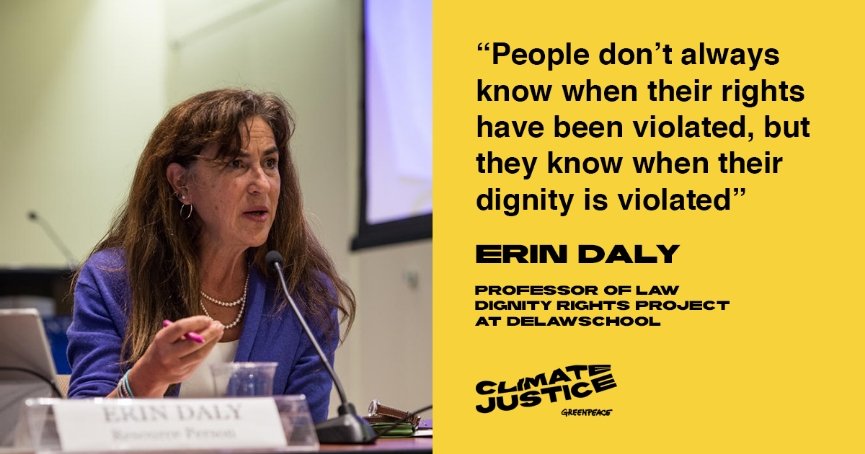 “People don’t always
know when their rights
have been violated, but
they know when their
dignity is violated”
ERIN DALY
PROFESSOR OF LAW
DIGNITY RIGHTS PROJECT
AT DELAWSCHOOL
CLIMATE
JUSTICE
GREENPEACE
ERIN DALY
Resource Person